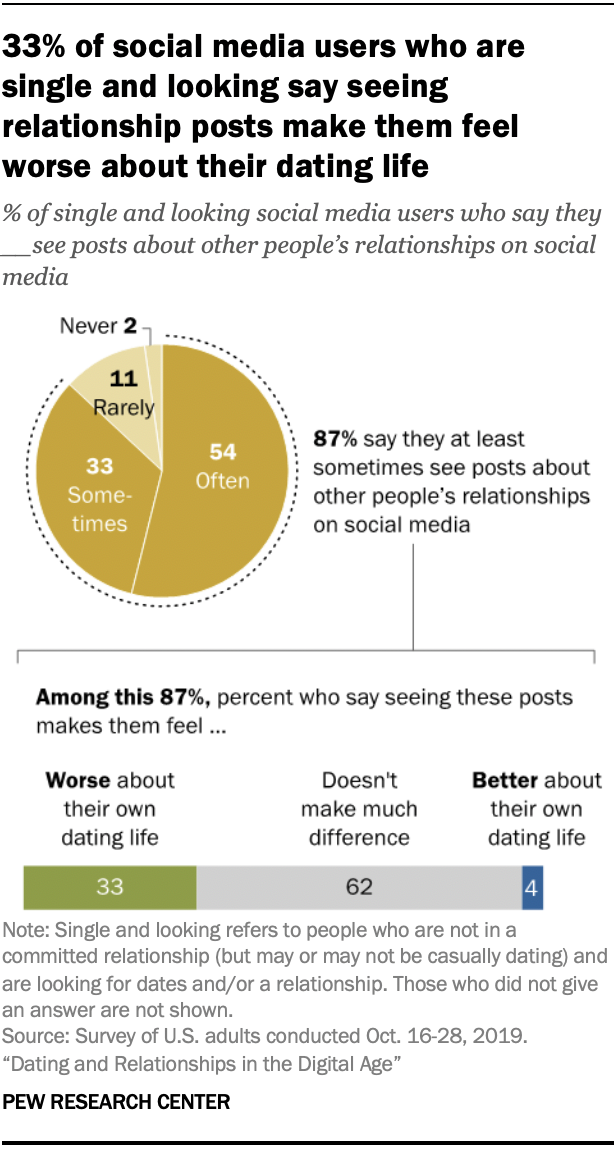 33% of social media users who are
single and looking say seeing
relationship posts make them feel
worse about their dating life
% of single and looking social media users who say they
__see posts about other people's relationships on social
media
Never 2
11
Rarely
54
Often
33
Some-
times
87% say they at least
sometimes see posts about
other people's relationships
on social media
Among this 87%, percent who say seeing these posts
makes them feel ...
Worse about
their own
dating life
Doesn't
make much
difference
Better about
their own
dating life
33
62
4
Note: Single and looking refers to people who are not in a
committed relationship (but may or may not be casually dating) and
are looking for dates and/or a relationship. Those who did not give
an answer are not shown.
Source: Survey of U.S. adults conducted Oct. 16-28, 2019.
“Dating and Relationships in the Digital Age”
PEW RESEARCH CENTER